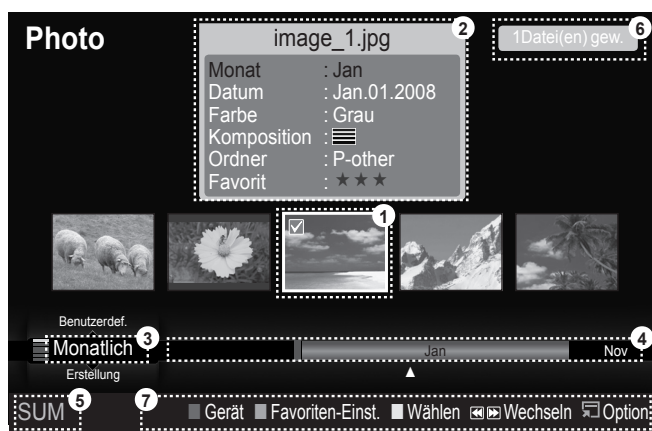 Photo
image_1.jpg
2
1Datei(en) gew.
6
Monat : Jan
Datum : Jan.01.2008
Farbe : Grau
Komposition :
Ordner : P-other
Favorit : ★★★
1
Benutzerdef.
3
4
Monatlich
Jan
Nov
Erstellung
5
7
SUM
Gerät
Favoriten-Einst.
Wählen
Wechseln
Option